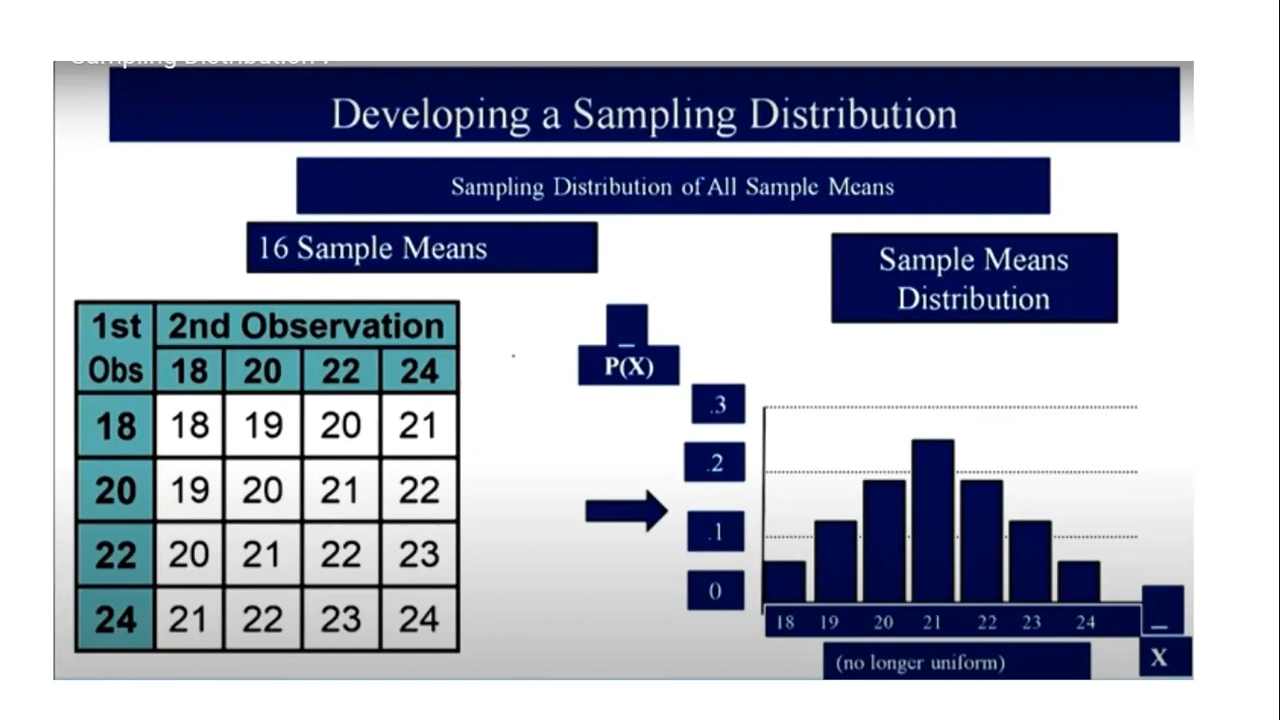 Sampling Distribution I
Developing a Sampling Distribution
Sampling Distribution of All Sample Means
16 Sample Means
Sample Means
Distribution
1st 2nd Observation
Obs 18 20 22 24
18 18 19 20 21
20 19 20 21 22
22 20 21 22 23
24 21 22 23 24
_
P(X)
.3
.2
.1
0
18 19 20 21 22 23 24
_
X
(no longer uniform)